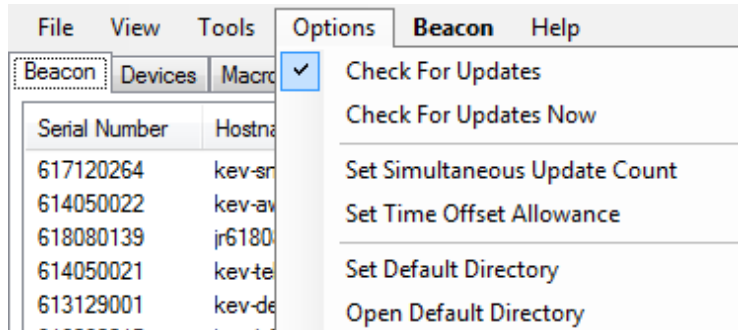 File View Tools Options Beacon Help
Beacon Devices
Check For Updates
Serial Number
Check For Updates Now
617120264
Set Simultaneous Update Count
614050022
Set Time Offset Allowance
618080139
614050021
Set Default Directory
613129001
Open Default Directory